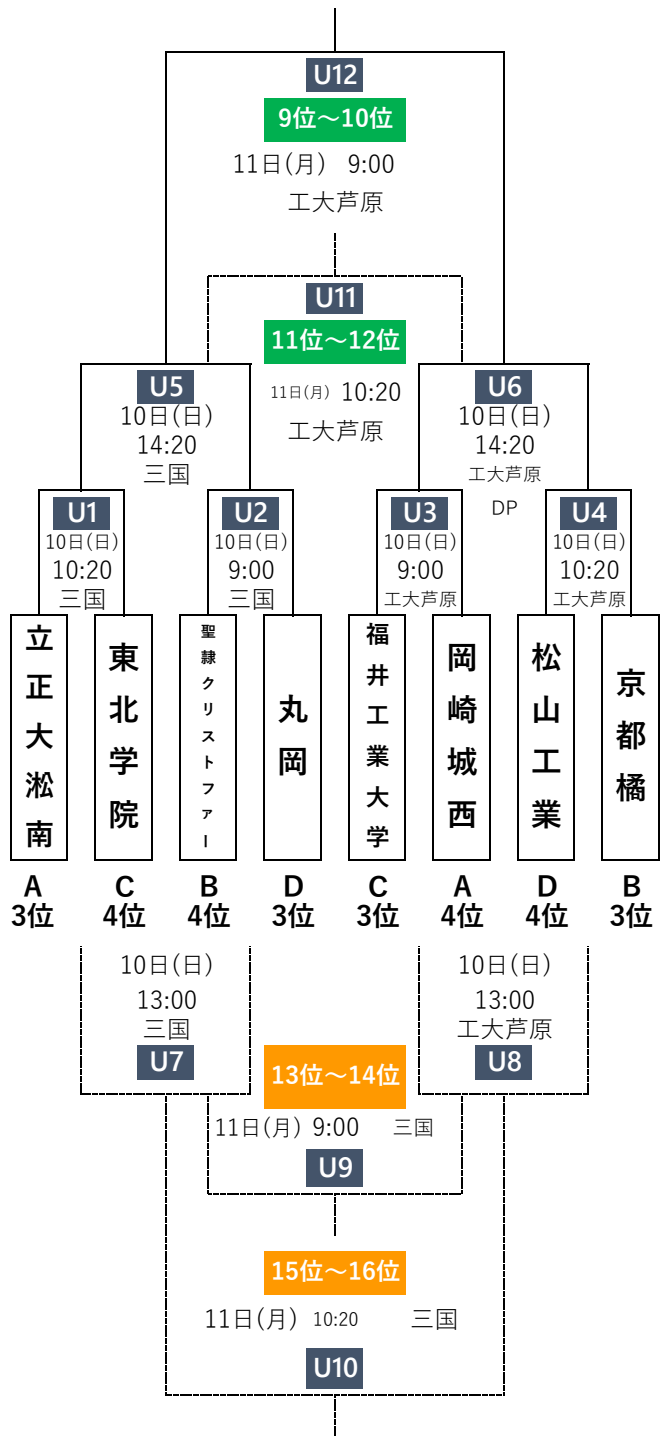 U12
9位～10位
11日(月) 9:00
工大芦原
U11
11位～12位
11日(月) 10:20
工大芦原
U5
10日(日)
14:20
三国
U6
10日(日)
14:20
工大芦原
DP
U1
10日(日)
10:20
三国
U2
10日(日)
9:00
三国
U3
10日(日)
9:00
工大芦原
U4
10日(日)
10:20
工大芦原
立正大淞南
東北学院
聖隷クリストファー
丸岡
福井工業大学
岡崎城西
松山工業
京都橘
A
3位
C
4位
B
4位
D
3位
C
3位
A
4位
D
4位
B
3位
10日(日)
13:00
三国
U7
10日(日)
13:00
工大芦原
U8
13位～14位
11日(月) 9:00 三国
U9
15位～16位
11日(月) 10:20 三国
U10